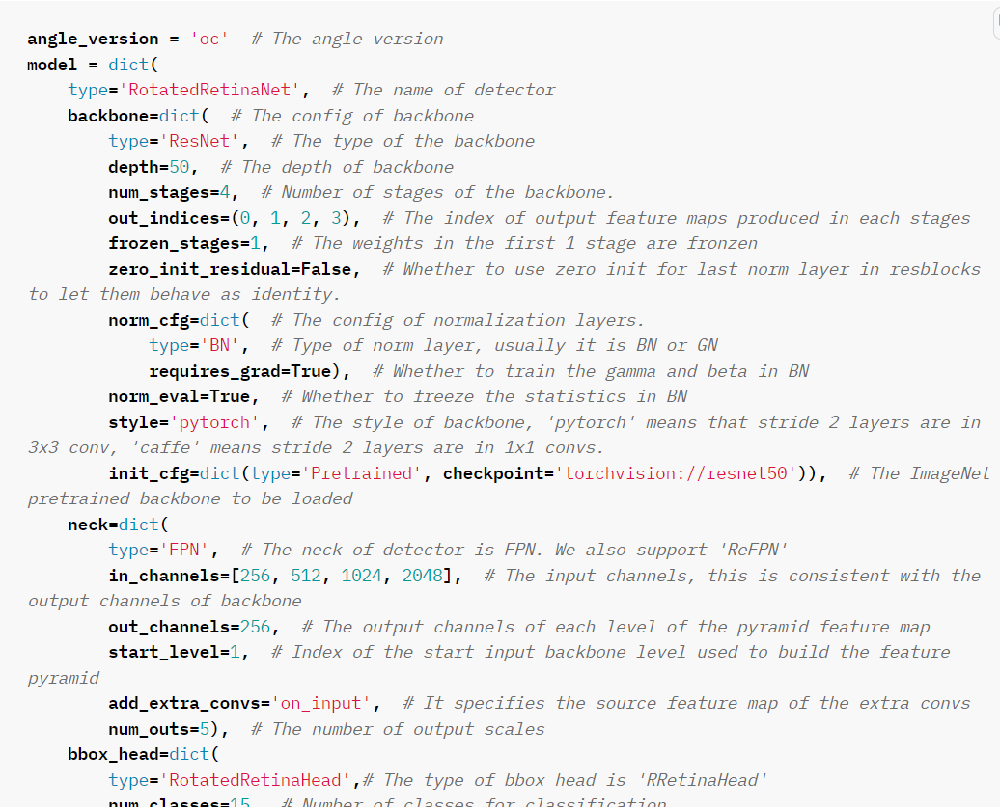 angle_version = 'oc'  # The angle version
model = dict(
    type='RotatedRetinaNet',  # The name of detector
    backbone=dict(  # The config of backbone
        type='ResNet',  # The type of the backbone
        depth=50,  # The depth of backbone
        num_stages=4,  # Number of stages of the backbone.
        out_indices=(0, 1, 2, 3),  # The index of output feature maps produced in each stages
        frozen_stages=1,  # The weights in the first 1 stage are fronzen
        zero_init_residual=False,  # Whether to use zero init for last norm layer in resblocks
to let them behave as identity.
        norm_cfg=dict(  # The config of normalization layers.
            type='BN',  # Type of norm layer, usually it is BN or GN
            requires_grad=True),  # Whether to train the gamma and beta in BN
        norm_eval=True,  # Whether to freeze the statistics in BN
        style='pytorch',  # The style of backbone, 'pytorch' means that stride 2 layers are in
3x3 conv, 'caffe' means stride 2 layers are in 1x1 convs.
        init_cfg=dict(type='Pretrained', checkpoint='torchvision://resnet50')),  # The ImageNet
pretrained backbone to be loaded
    neck=dict(
        type='FPN',  # The neck of detector is FPN. We also support 'ReFPN'
        in_channels=[256, 512, 1024, 2048],  # The input channels, this is consistent with the
output channels of backbone
        out_channels=256,  # The output channels of each level of the pyramid feature map
        start_level=1,  # Index of the start input backbone level used to build the feature
pyramid
        add_extra_convs='on_input',  # It specifies the source feature map of the extra convs
        num_outs=5),  # The number of output scales
    bbox_head=dict(
        type='RotatedRetinaHead',# The type of bbox head is 'RRetinaHead'
        num_classes=15,  # Number of classes for classification